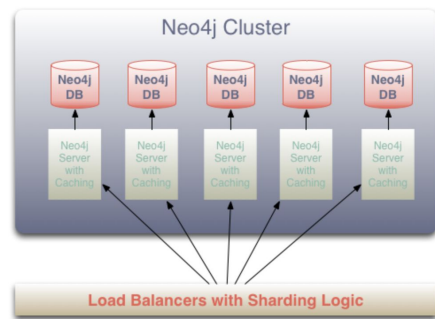 Neo4j Cluster
Neo4j
DB
Neo4j
DB
Neo4j
DB
Neo4j
DB
Neo4j
DB
Neo4j
Server
with
Caching
Neo4j
Server
with
Caching
Neo4j
Server
with
Caching
Neo4j
Server
with
Caching
Neo4j
Server
with
Caching
Load Balancers with Sharding Logic